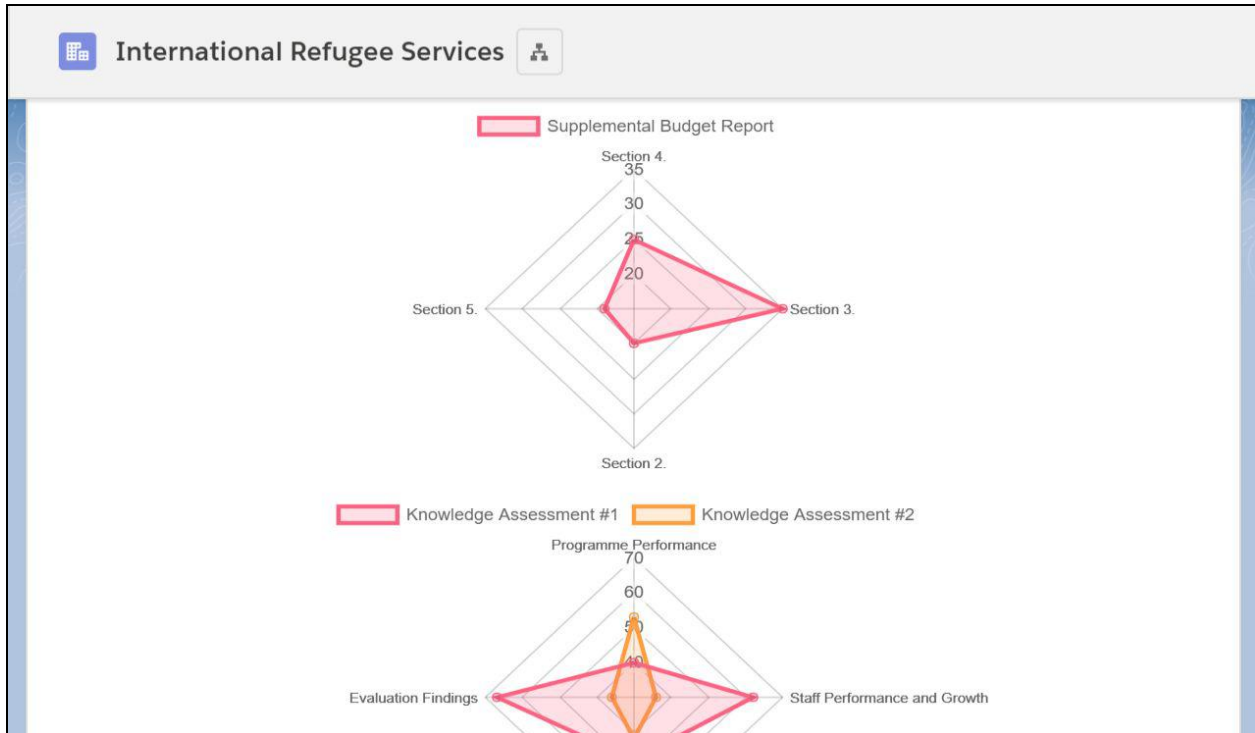 International Refugee Services
Supplemental Budget Report
Section 4.
35
30
25
20
Section 5.
Section 3.
Section 2.
Knowledge Assessment #1 Knowledge Assessment #2
Programme Performance
70
60
50
40
Evaluation Findings
Staff Performance and Growth